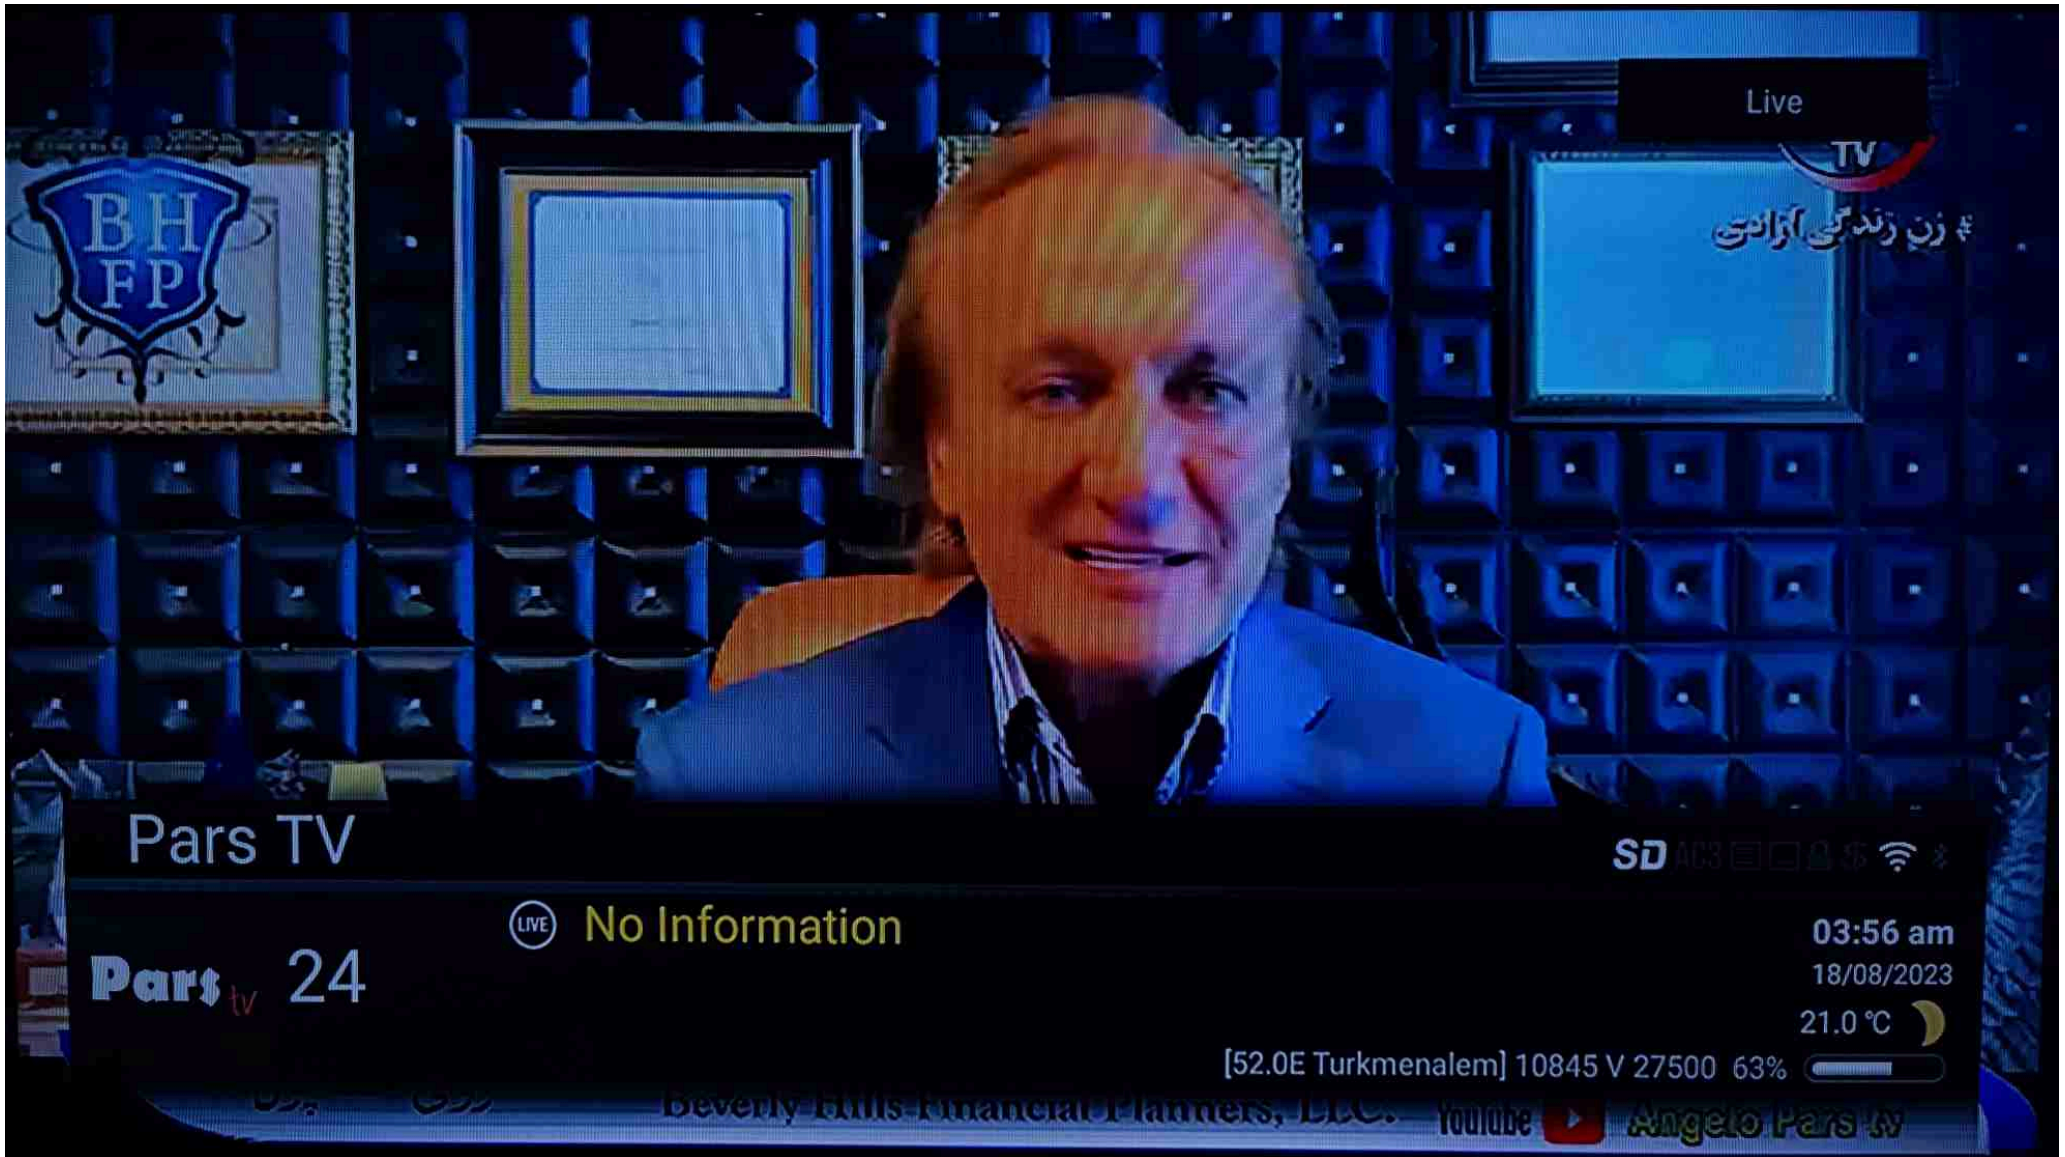 Live
TV
# زن زندگی آزادی
BH
FP
Pars TV
SD AC3
LIVE No Information
03:56 am
Pars tv 24
18/08/2023
21.0 °C
[52.0E Turkmenalem] 10845 V 27500 63%
Beverly Hills Financial Planners, LLC. YouTube Angelo Pars tv